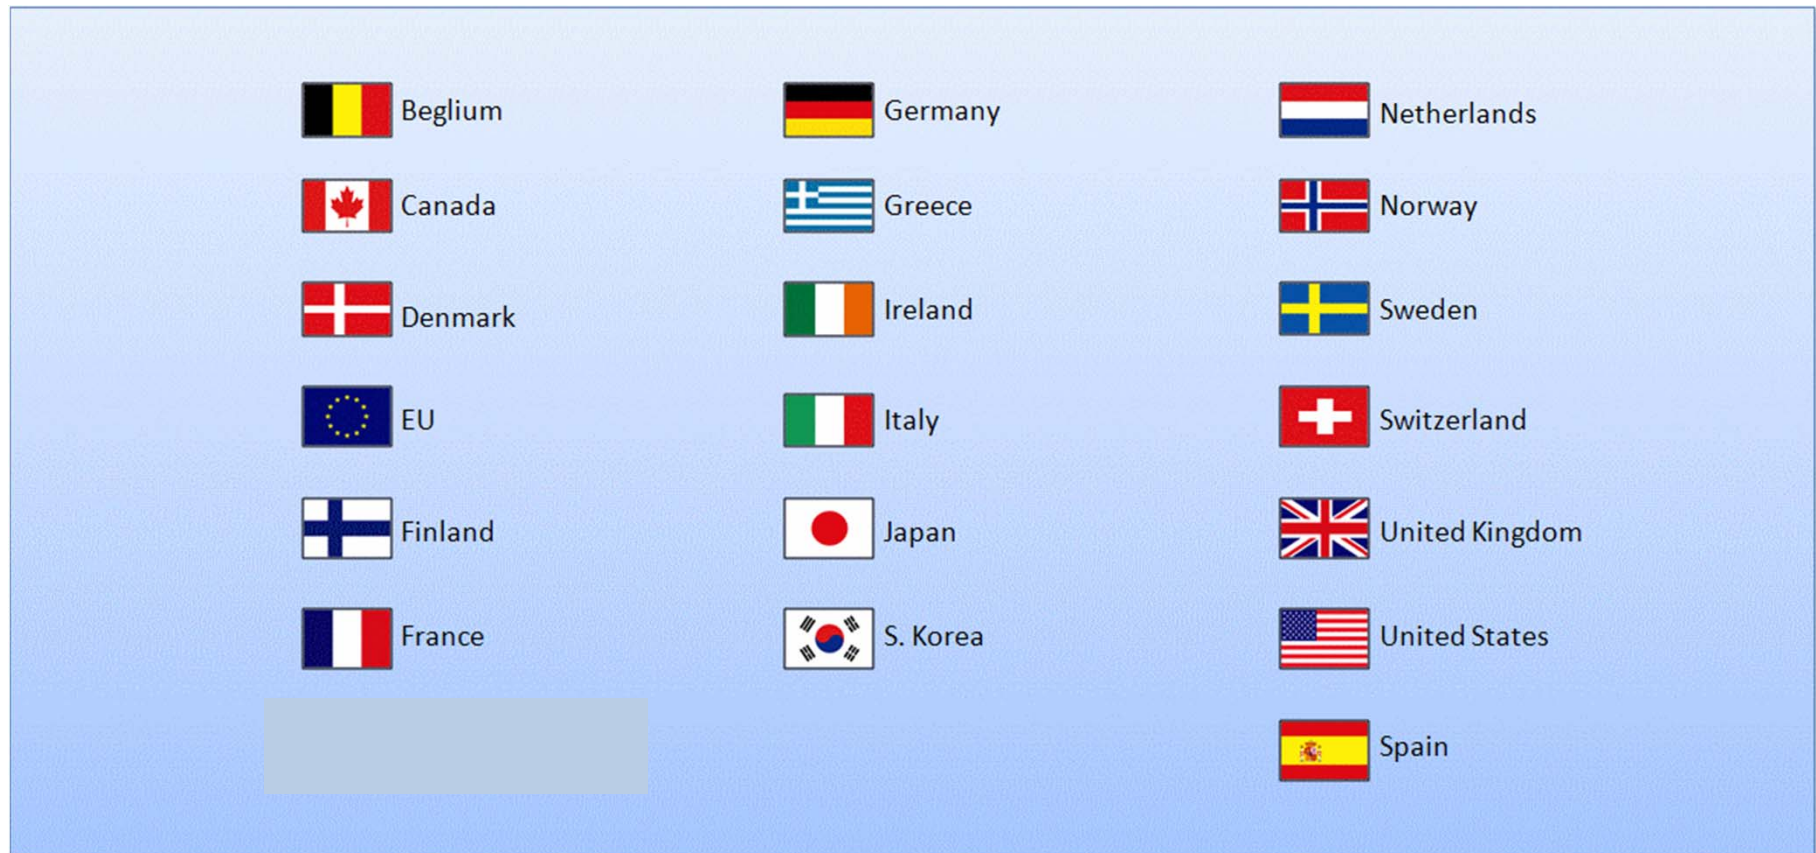 Beglium
Canada
Denmark
EU
Finland
France
Germany
Greece
Ireland
Italy
Japan
S. Korea
Netherlands
Norway
Sweden
Switzerland
United Kingdom
United States
Spain